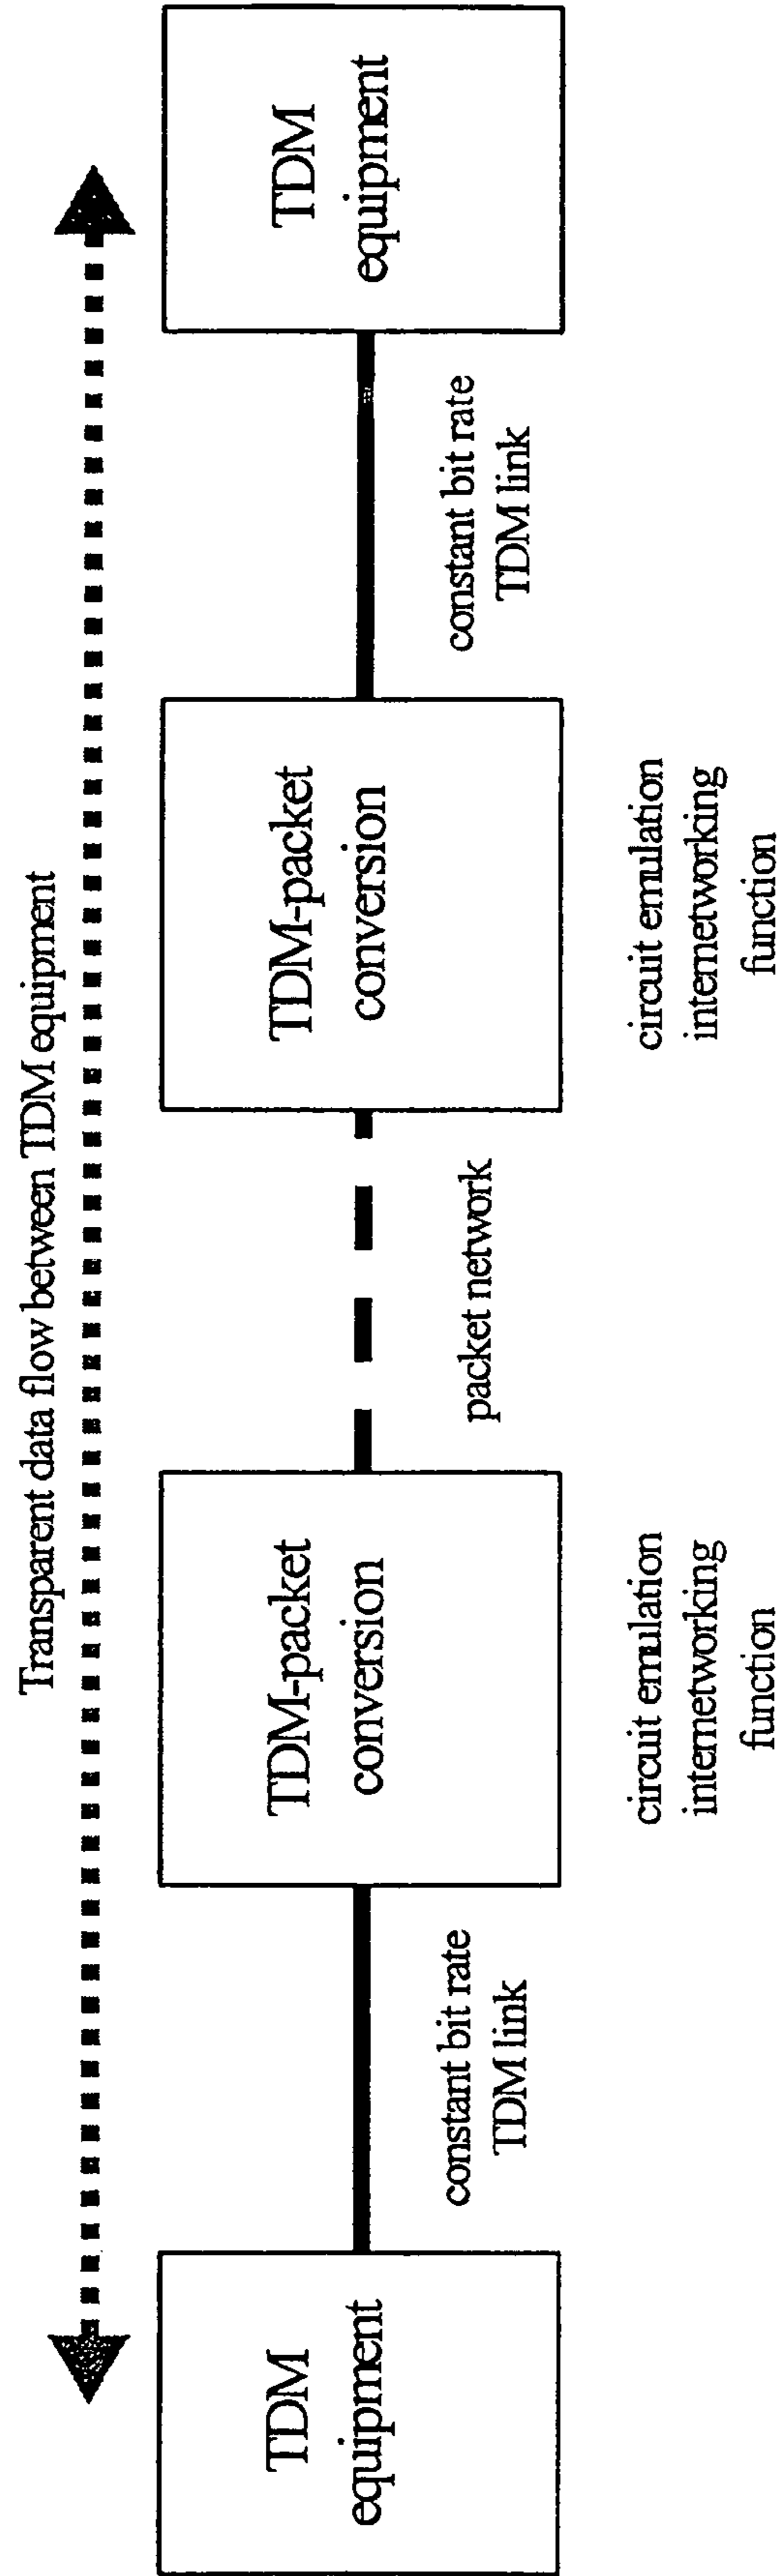 Transparent data flow between TDM equipment
TDM
equipment
constant bit rate
TDM link
TDM-packet
conversion
circuit emulation
internetworking
function
packet network
TDM-packet
conversion
circuit emulation
internetworking
function
constant bit rate
TDM link
TDM
equipment